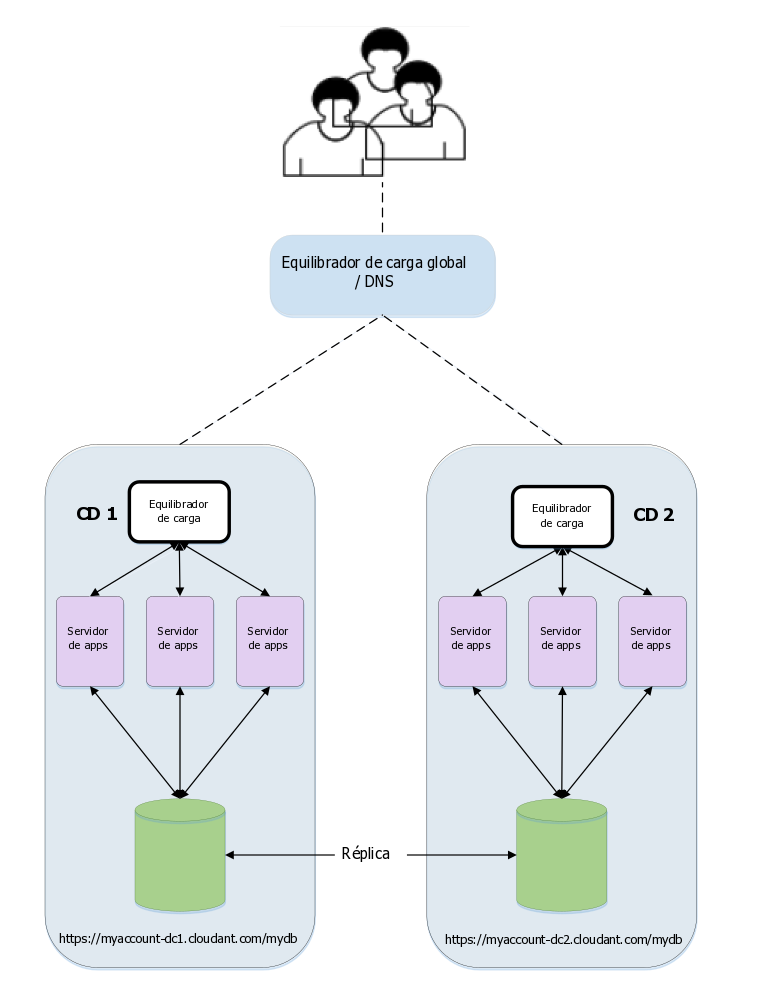 Equilibrador de carga global
/ DNS
CD 1
Equilibrador
de carga
Servidor
de apps
Servidor
de apps
Servidor
de apps
https://myaccount-dc1.cloudant.com/mydb
Equilibrador
de carga
CD 2
Servidor
de apps
Servidor
de apps
Servidor
de apps
https://myaccount-dc2.cloudant.com/mydb
Réplica